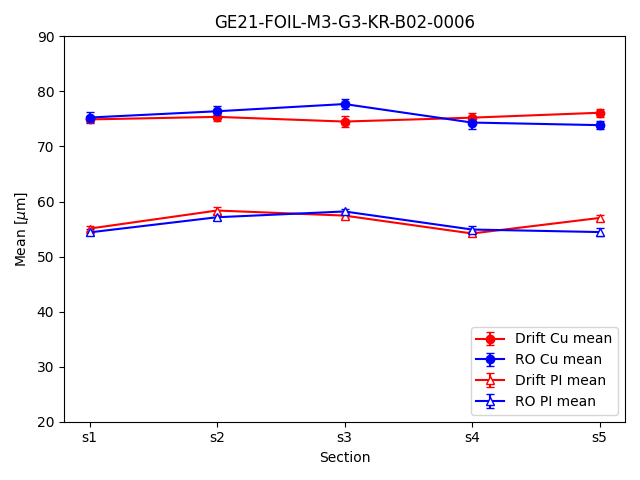 GE21-FOIL-M3-G3-KR-B02-0006
90
80
70
60
50
40
30
20
Mean [μm]
s1 s2 s3 s4 s5
Section
Drift Cu mean
RO Cu mean
Drift PI mean
RO PI mean